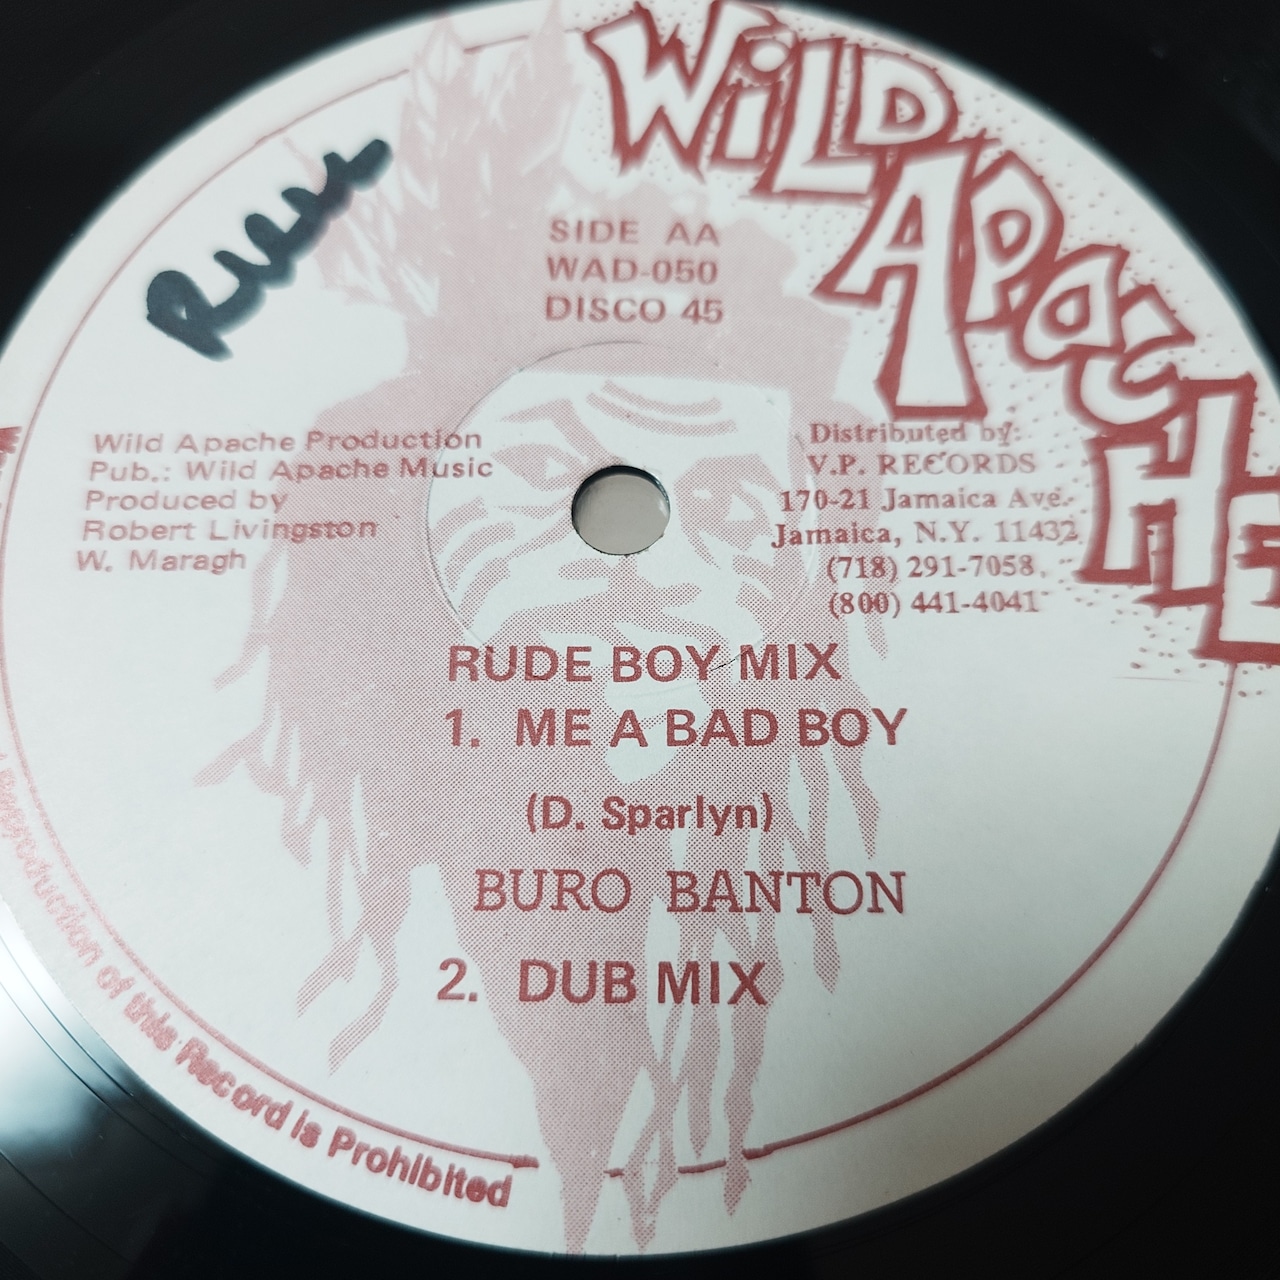 WiLD
APACHE
SIDE AA
WAD-050
DISCO 45
Wild Apache Production
Pub.: Wild Apache Music
Produced by
Robert Livingston
W. Maragh
Distributed by:
V.P. RECORDS
170-21 Jamaica Ave.
Jamaica, N.Y. 11432
(718) 291-7058
(800) 441-4041
RUDE BOY MIX
1. ME A BAD BOY
(D. Sparlyn)
BURO BANTON
2. DUB MIX
Reproduction of this Record is Prohibited